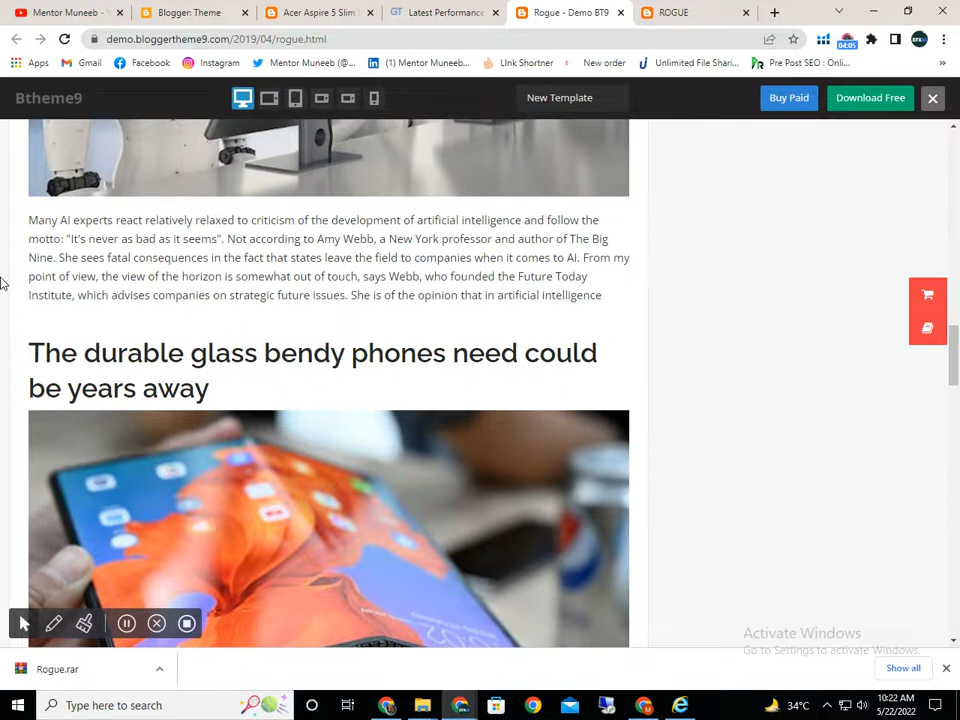 Mentor Muneeb -
Blogger: Theme
Acer Aspire 5 Slim
GT Latest Performance
Rogue - Demo BT9
ROGUE
demo.bloggertheme9.com/2019/04/rogue.html
04:05
Apps
Gmail
Facebook
Instagram
Mentor Muneeb (@...
(1) Mentor Muneeb...
LInk Shortner
New order
Unlimited File Shari...
Pre Post SEO : Onli...
Btheme9
New Template
Buy Paid
Download Free
Many AI experts react relatively relaxed to criticism of the development of artificial intelligence and follow the
motto: "It's never as bad as it seems". Not according to Amy Webb, a New York professor and author of The Big
Nine. She sees fatal consequences in the fact that states leave the field to companies when it comes to AI. From my
point of view, the view of the horizon is somewhat out of touch, says Webb, who founded the Future Today
Institute, which advises companies on strategic future issues. She is of the opinion that in artificial intelligence
The durable glass bendy phones need could
be years away
Activate Windows
Go to Settings to activate Windows.
Rogue.rar
Show all
Type here to search
34°C
10:22 AM
5/22/2022